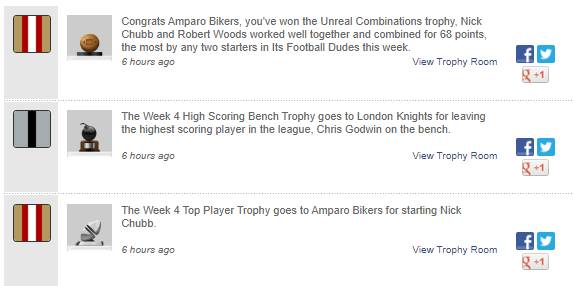 Congrats Amparo Bikers, you've won the Unreal Combinations trophy, Nick
Chubb and Robert Woods worked well together and combined for 68 points,
the most by any two starters in Its Football Dudes this week.
6 hours ago
View Trophy Room
f
g +1
The Week 4 High Scoring Bench Trophy goes to London Knights for leaving
the highest scoring player in the league, Chris Godwin on the bench.
6 hours ago
View Trophy Room
f
g +1
The Week 4 Top Player Trophy goes to Amparo Bikers for starting Nick
Chubb.
6 hours ago
View Trophy Room
f
g +1